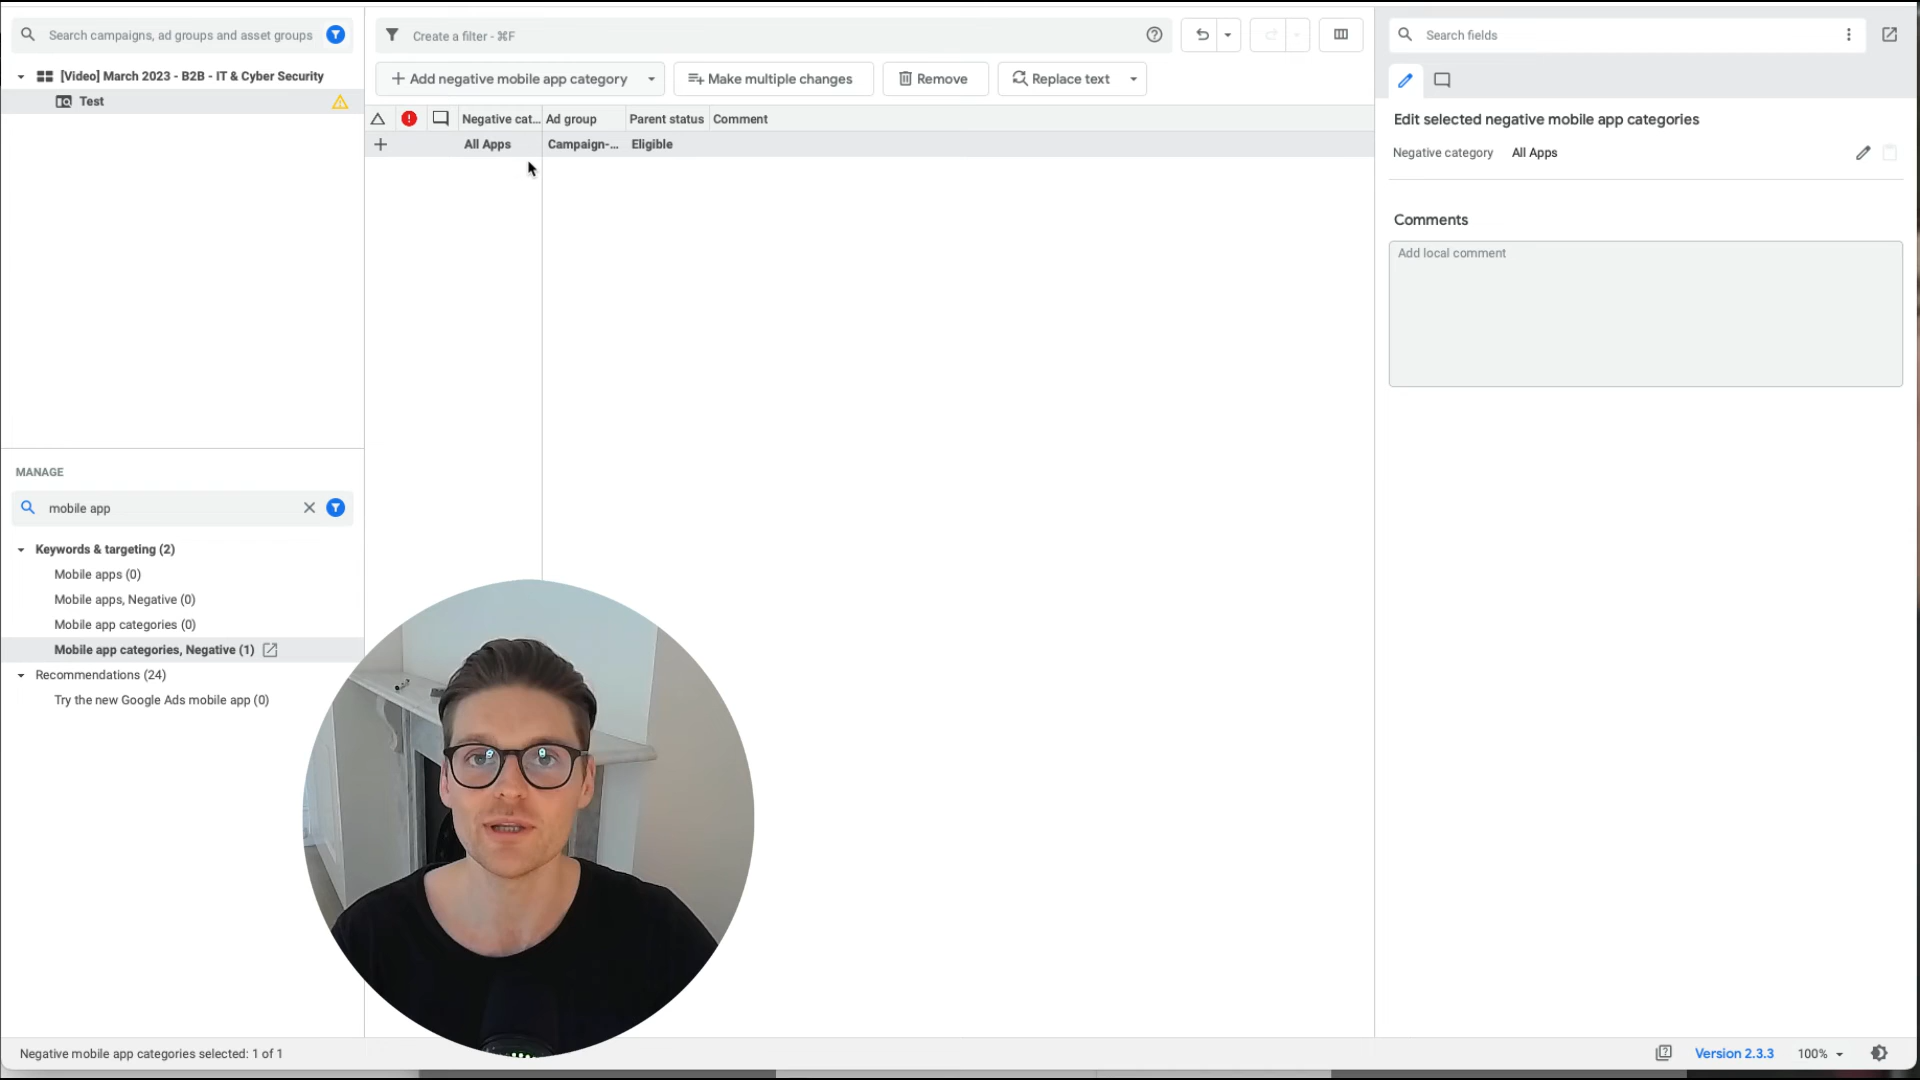 Search campaigns, ad groups and asset groups
[Video] March 2023 - B2B - IT & Cyber Security
Test
MANAGE
mobile app
Keywords & targeting (2)
Mobile apps (0)
Mobile apps, Negative (0)
Mobile app categories (0)
Mobile app categories, Negative (1)
Recommendations (24)
Try the new Google Ads mobile app (0)
Negative mobile app categories selected: 1 of 1
Create a filter - ⌘F
Add negative mobile app category
Make multiple changes
Remove
Replace text
Negative cat... Ad group Parent status Comment
All Apps Campaign-... Eligible
Search fields
Edit selected negative mobile app categories
Negative category All Apps
Comments
Add local comment
Version 2.3.3 100%